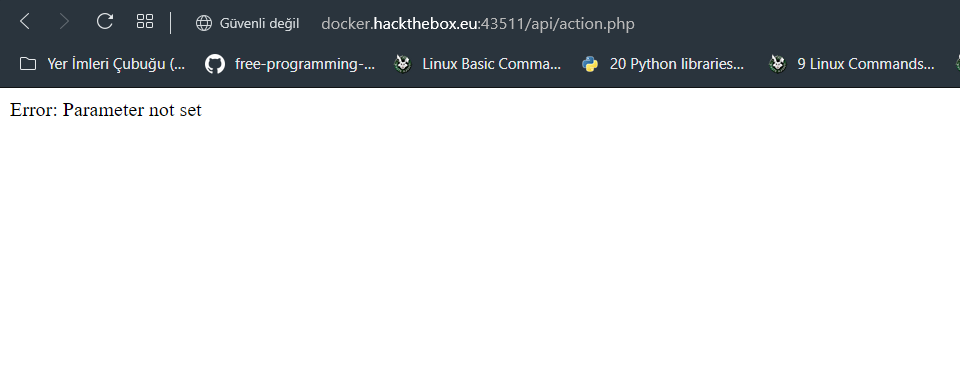 Güvenli değil docker.hackthebox.eu:43511/api/action.php
Yer İmleri Çubuğu (... free-programming-... Linux Basic Comma... 20 Python libraries... 9 Linux Commands...
Error: Parameter not set